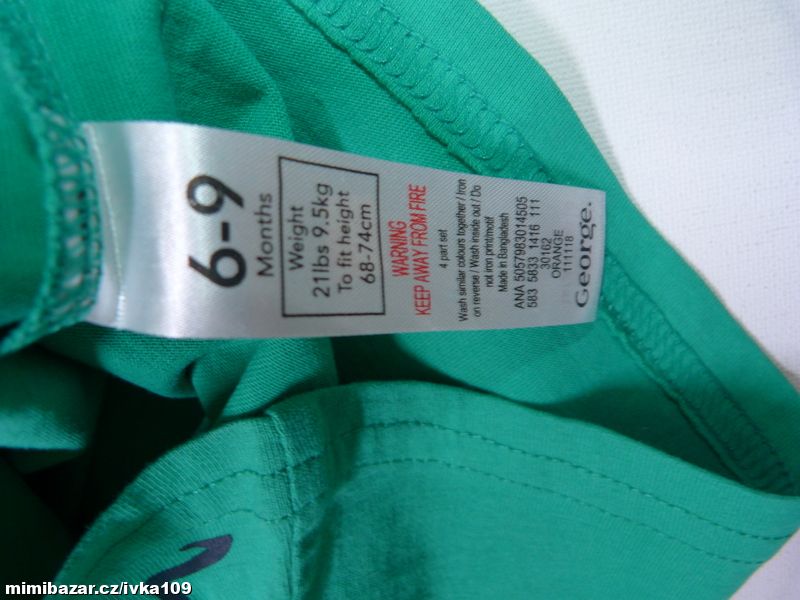 6-9
Months
Weight
21lbs 9.5kg
To fit height
68-74cm
WARNING
KEEP AWAY FROM FIRE
4 part set
Wash similar colours together / Iron
on reverse / Wash inside out / Do
not iron print/motif
Made in Bangladesh
ANA 5057983014505
583 5833 1416 111
30162
ORANGE
111118
George.
mimibazar.cz/ivka109